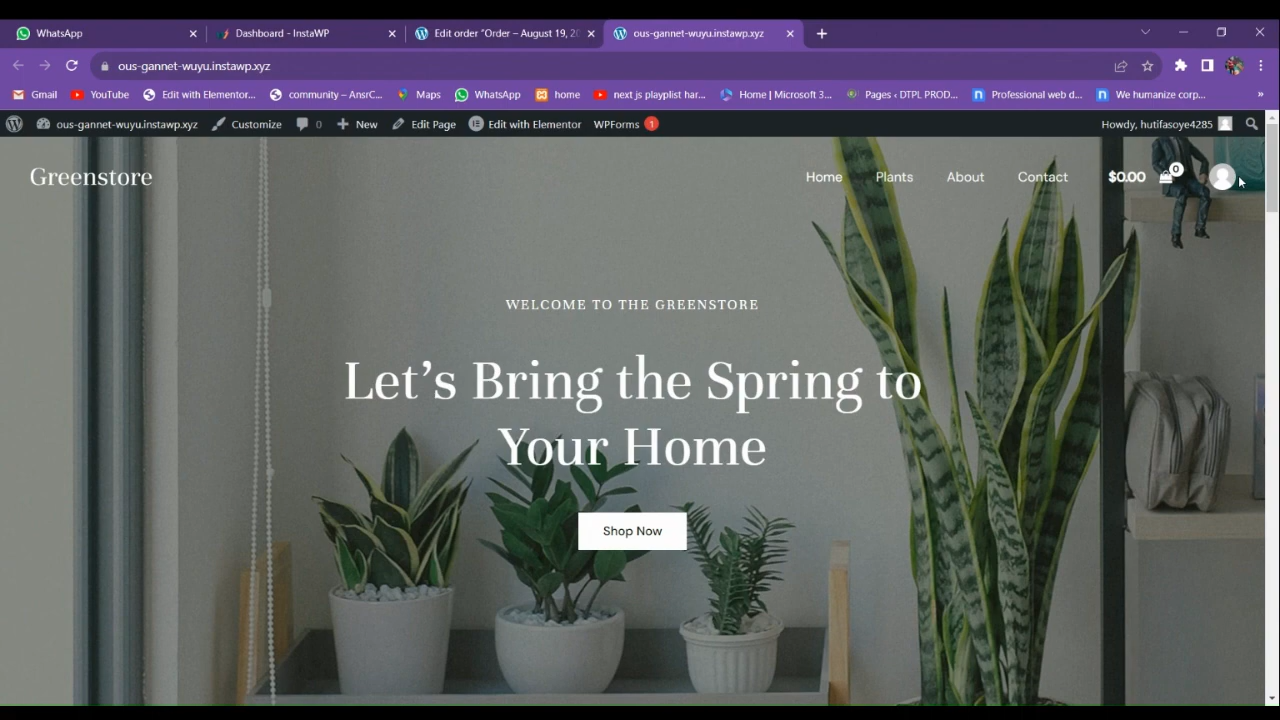 WhatsApp
Dashboard - InstaWP
Edit order "Order – August 19, 20
ous-gannet-wuyu.instawp.xyz
ous-gannet-wuyu.instawp.xyz
Gmail
YouTube
Edit with Elementor...
community – AnsrC...
Maps
WhatsApp
home
next js playplist har...
Home | Microsoft 3...
Pages ‹ DTPL PROD...
Professional web d...
We humanize corp...
»
ous-gannet-wuyu.instawp.xyz
Customize
0
New
Edit Page
Edit with Elementor
WPForms 1
Howdy, hutifasoye4285
Greenstore
Home
Plants
About
Contact
$0.00
0
WELCOME TO THE GREENSTORE
Let's Bring the Spring to
Your Home
Shop Now